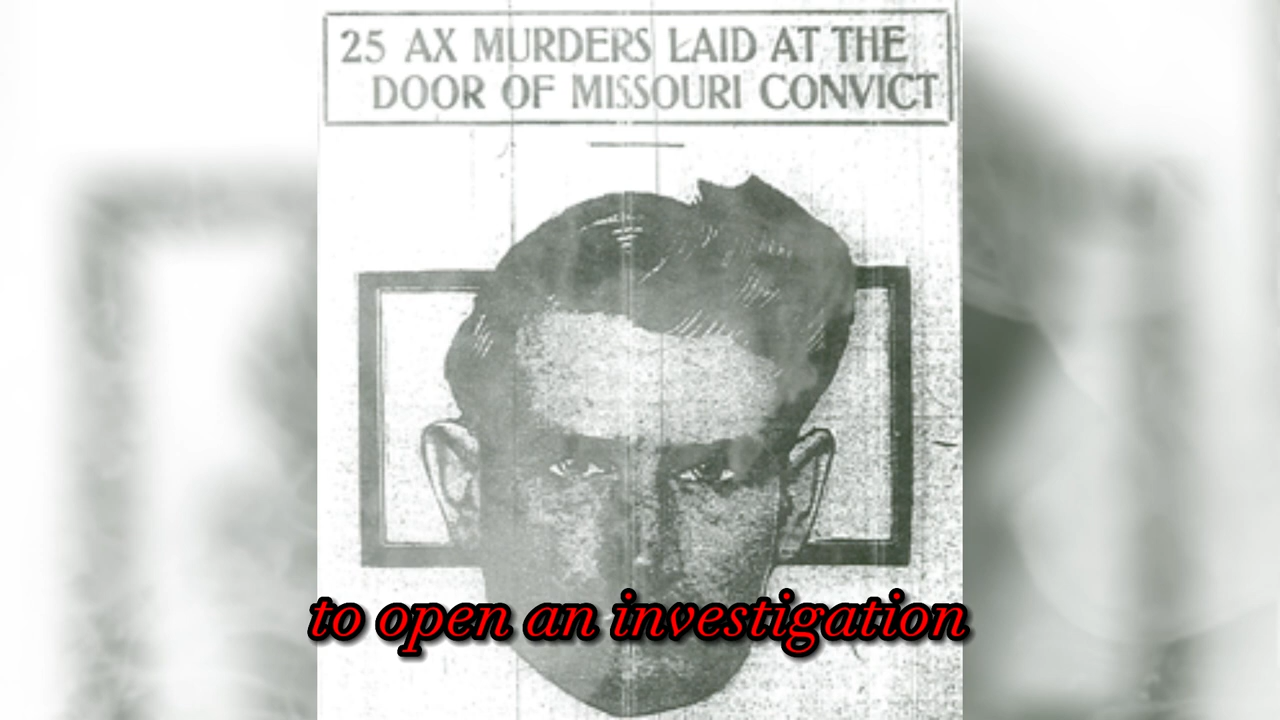 25 AX MURDERS LAID AT THE
DOOR OF MISSOURI CONVICT
to open an investigation